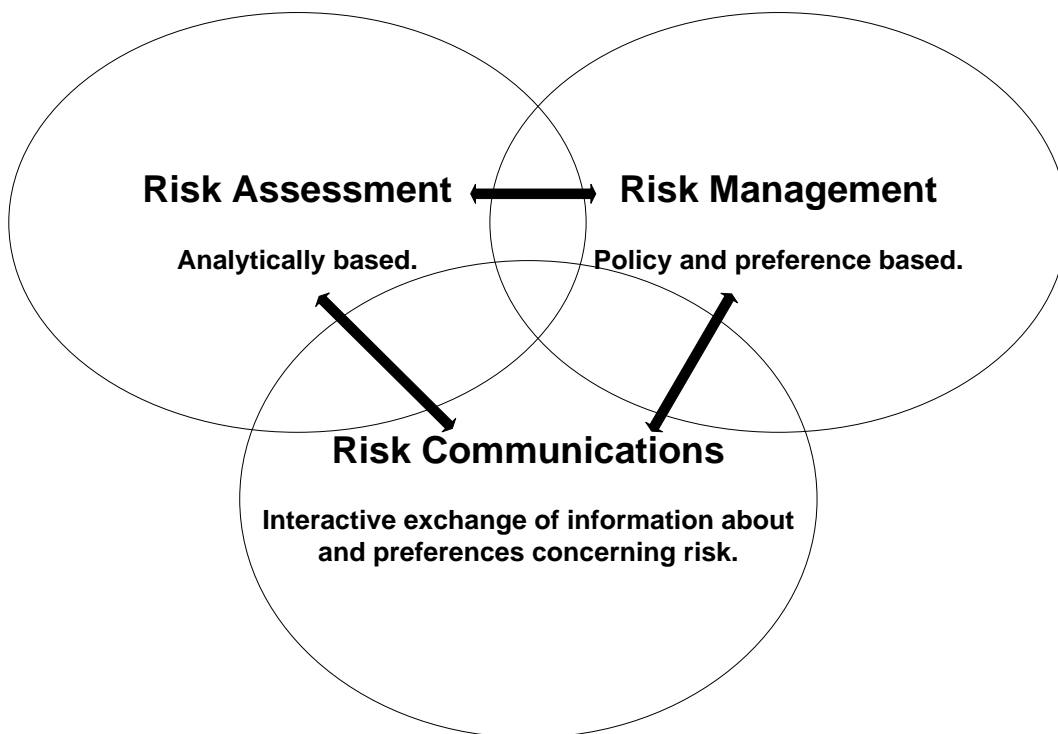 Risk Assessment
Risk Management
Analytically based.
Policy and preference based.
Risk Communications
Interactive exchange of information about
and preferences concerning risk.